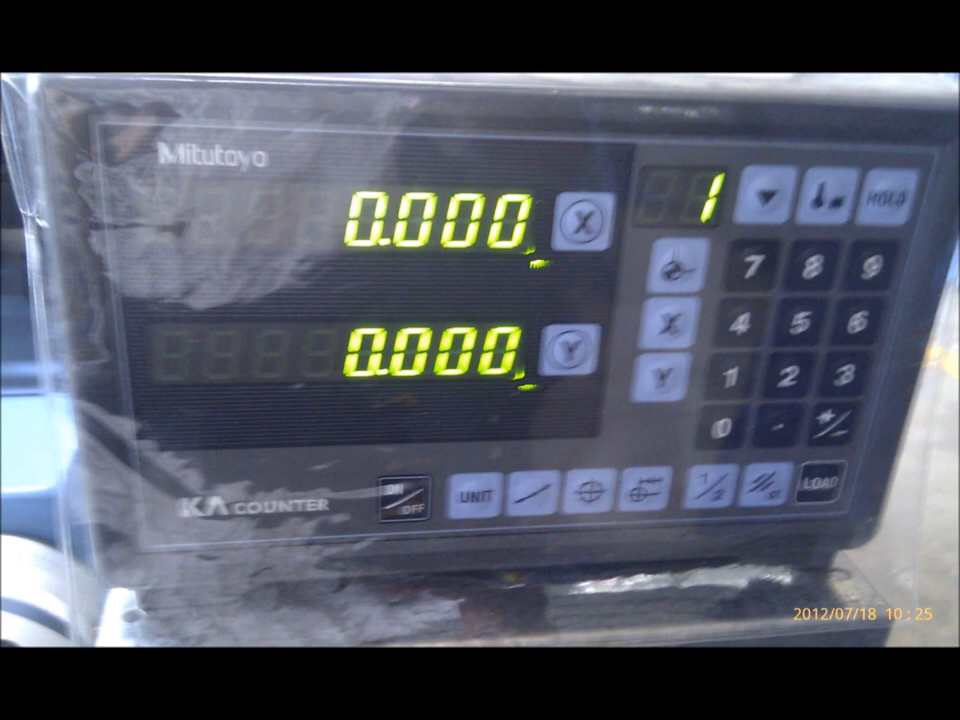 Mitutoyo
0.000 X 1 HOLD
7 8 9
X 4 5 6
0.000 Y
Y 1 2 3
0 . +/-
KA COUNTER ON/OFF UNIT 1/2 LOAD
2012/07/18 10:25